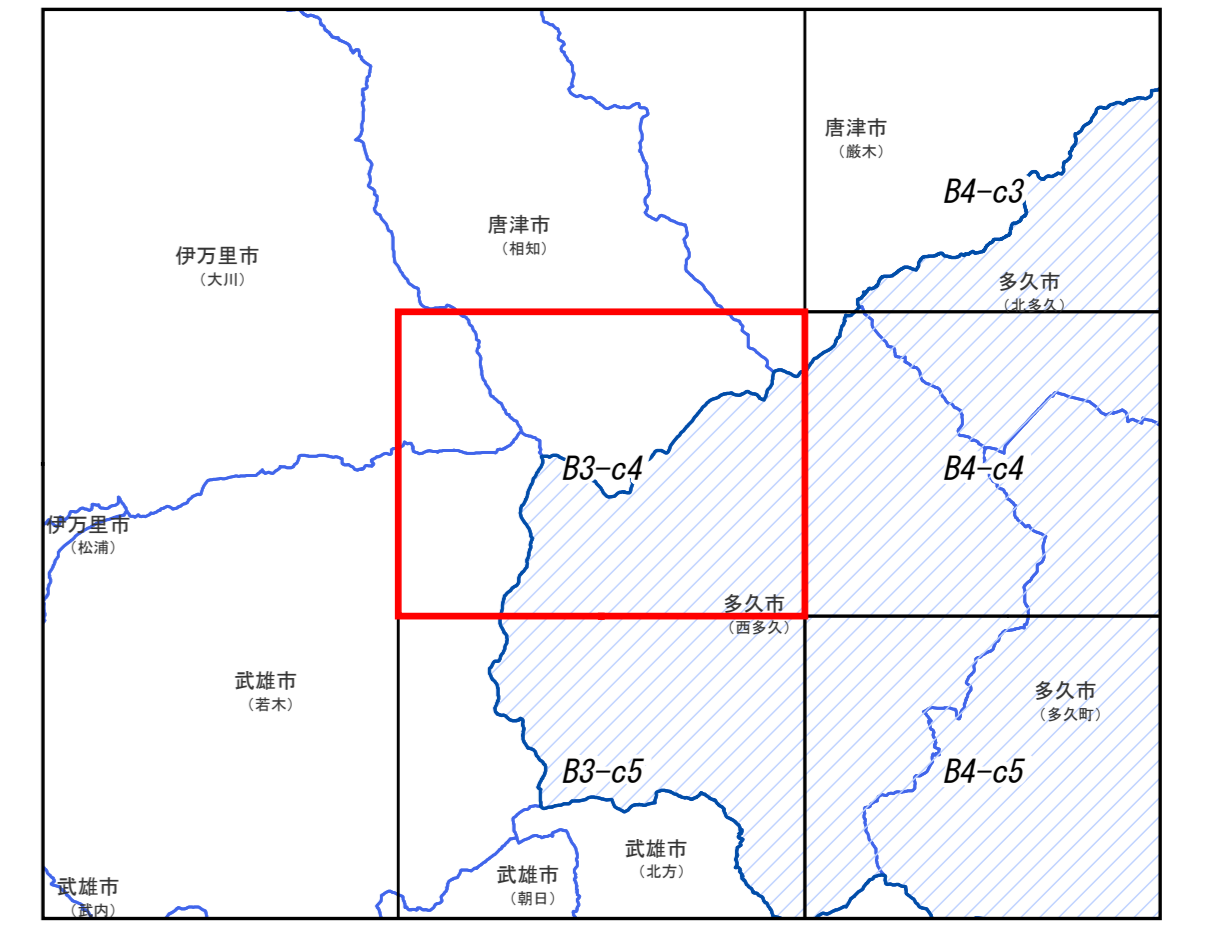 唐津市
（厳木）
B4-c3
唐津市
（相知）
伊万里市
（大川）
多久市
（北多久）
B3-c4
B4-c4
伊万里市
（松浦）
多久市
（西多久）
武雄市
（若木）
多久市
（多久町）
B3-c5
B4-c5
武雄市
（北方）
武雄市
（朝日）
武雄市
（武内）